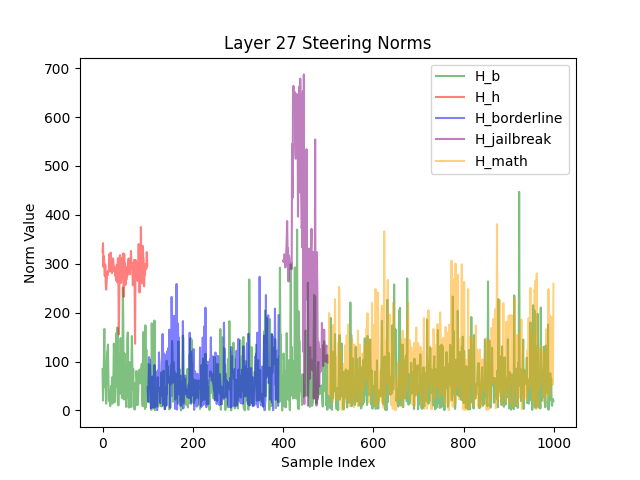 Layer 27 Steering Norms
700
600
500
400
300
200
100
0
Norm Value
H_b
H_h
H_borderline
H_jailbreak
H_math
0
200
400
600
800
1000
Sample Index